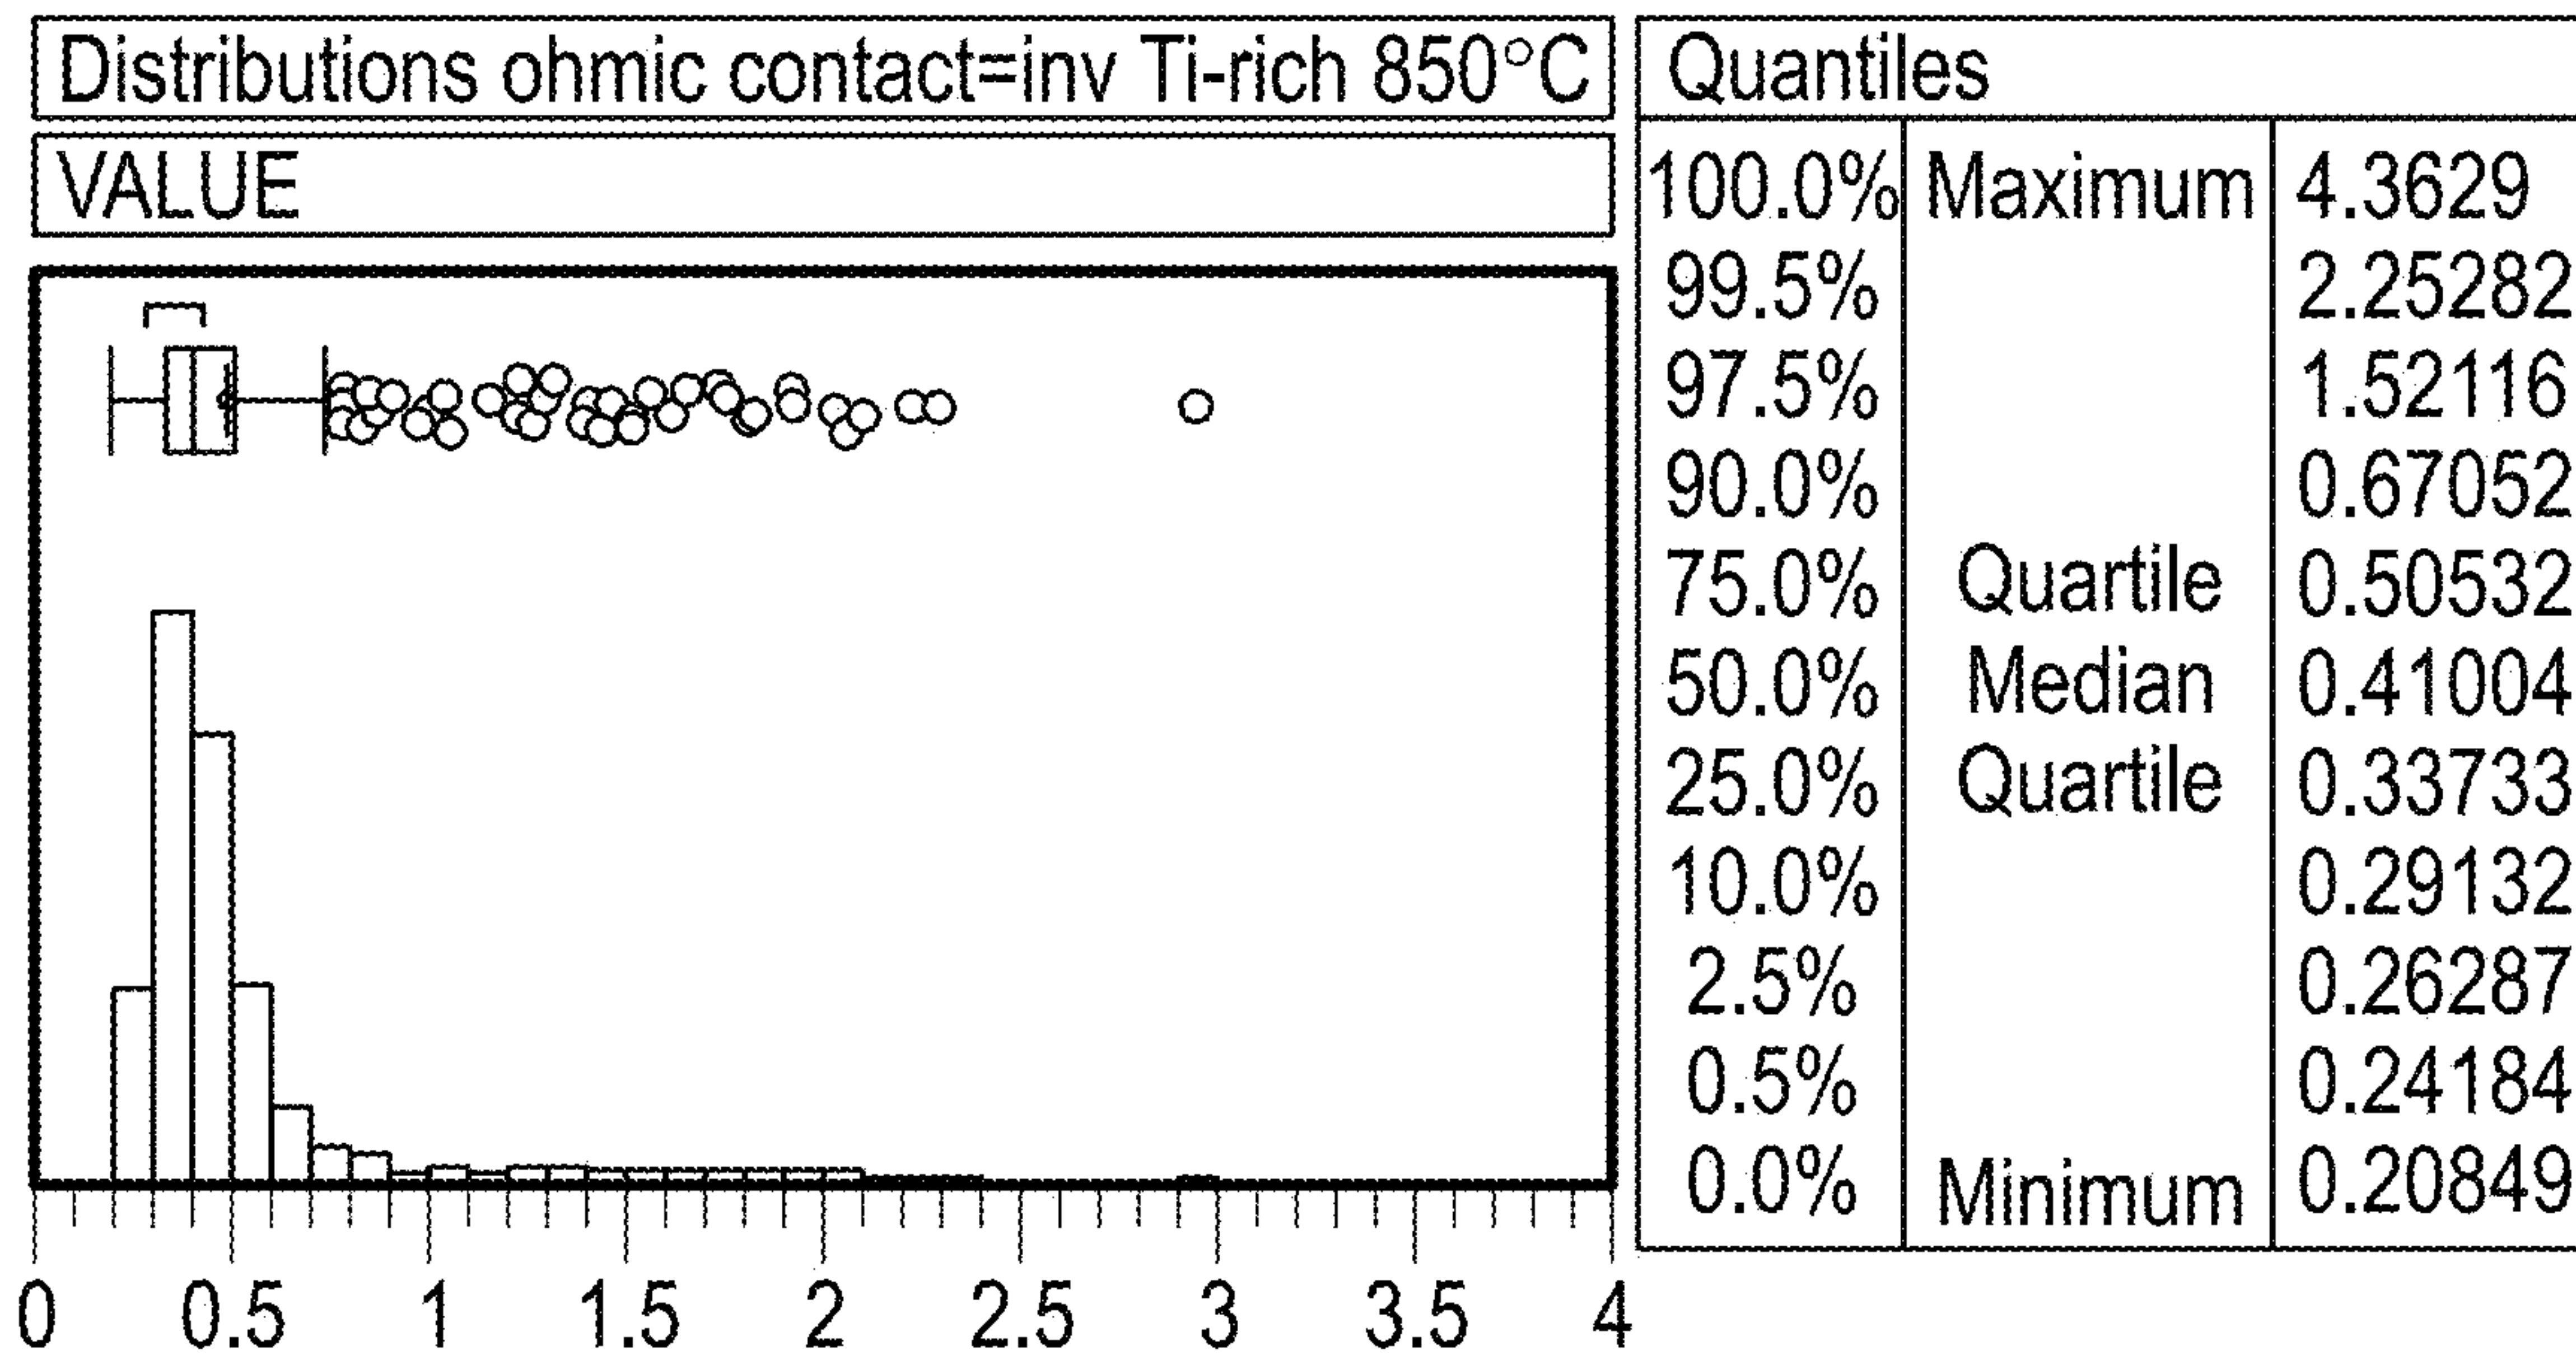 Distributions ohmic contact=inv Ti-rich 850°C
VALUE
0 0.5 1 1.5 2 2.5 3 3.5 4
Quantiles
100.0% Maximum 4.3629
99.5% 2.25282
97.5% 1.52116
90.0% 0.67052
75.0% Quartile 0.50532
50.0% Median 0.41004
25.0% Quartile 0.33733
10.0% 0.29132
2.5% 0.26287
0.5% 0.24184
0.0% Minimum 0.20849